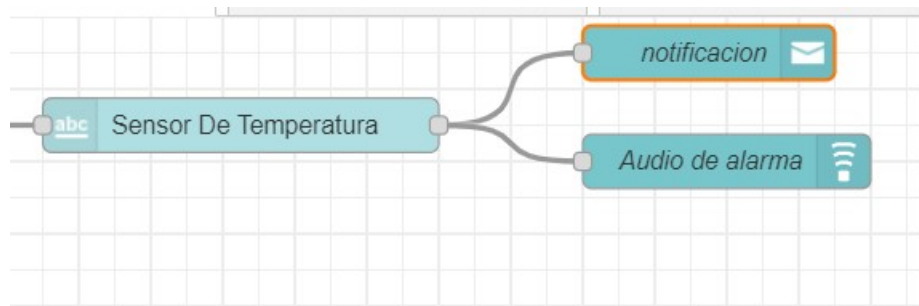 notificacion
abc Sensor De Temperatura
Audio de alarma